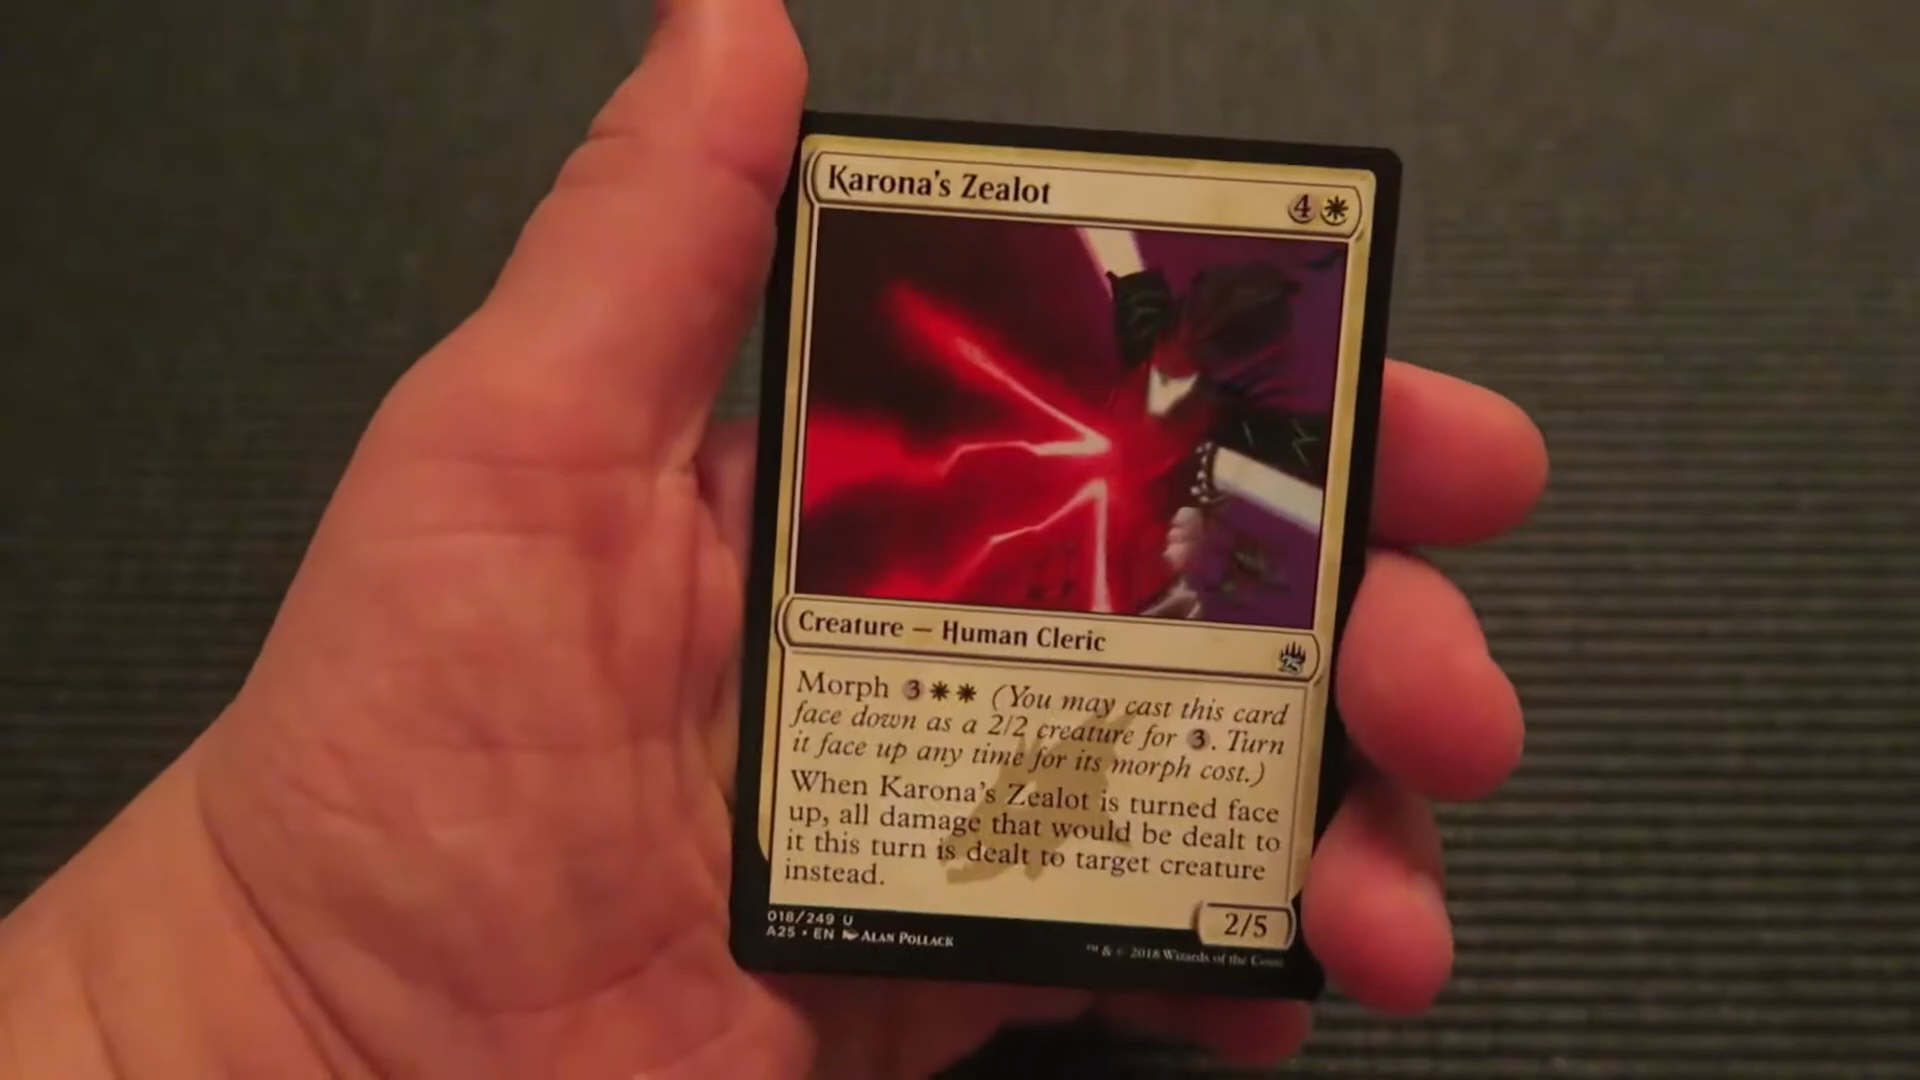 Karona's Zealot 4
Creature — Human Cleric
Morph 3 (You may cast this card
face down as a 2/2 creature for 3. Turn
it face up any time for its morph cost.)
When Karona's Zealot is turned face
up, all damage that would be dealt to
it this turn is dealt to target creature
instead.
2/5
018/249 U
A25 • EN ALAN POLLACK
™ & © 2018 Wizards of the Coast